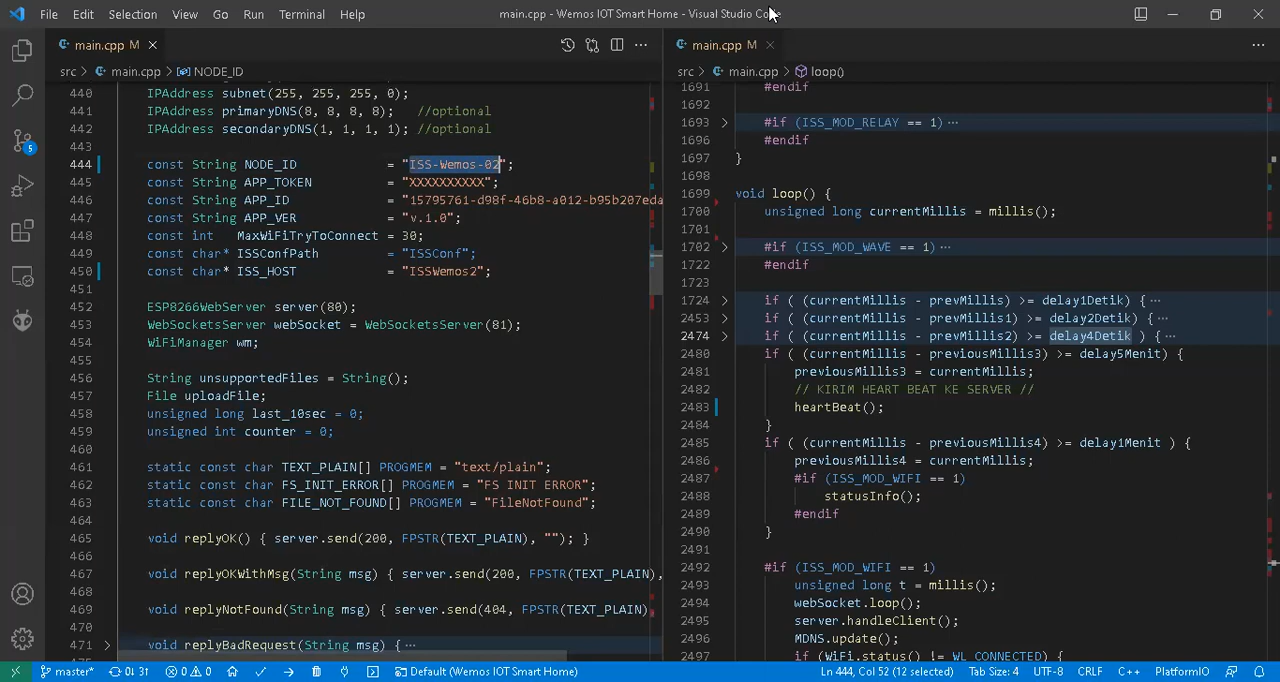 File Edit Selection View Go Run Terminal Help main.cpp - Wemos IOT Smart Home - Visual Studio Code
main.cpp M
src > main.cpp > NODE_ID
440 IPAddress subnet(255, 255, 255, 0);
441 IPAddress primaryDNS(8, 8, 8, 8); //optional
442 IPAddress secondaryDNS(1, 1, 1, 1); //optional
443
444 const String NODE_ID = "ISS-Wemos-02";
445 const String APP_TOKEN = "XXXXXXXXXX";
446 const String APP_ID = "15795761-d98f-46b8-a012-b95b207eda
447 const String APP_VER = "v.1.0";
448 const int MaxWiFiTryToConnect = 30;
449 const char* ISSConfPath = "ISSConf";
450 const char* ISS_HOST = "ISSWemos2";
451
452 ESP8266WebServer server(80);
453 WebSocketsServer webSocket = WebSocketsServer(81);
454 WiFiManager wm;
455
456 String unsupportedFiles = String();
457 File uploadFile;
458 unsigned long last_10sec = 0;
459 unsigned int counter = 0;
460
461 static const char TEXT_PLAIN[] PROGMEM = "text/plain";
462 static const char FS_INIT_ERROR[] PROGMEM = "FS INIT ERROR";
463 static const char FILE_NOT_FOUND[] PROGMEM = "FileNotFound";
464
465 void replyOK() { server.send(200, FPSTR(TEXT_PLAIN), ""); }
466
467 void replyOKWithMsg(String msg) { server.send(200, FPSTR(TEXT_PLAIN),
468
469 void replyNotFound(String msg) { server.send(404, FPSTR(TEXT_PLAIN)
470
471 void replyBadRequest(String msg) { ...
main.cpp M
src > main.cpp > loop()
1691 #endif
1692
1693 #if (ISS_MOD_RELAY == 1) ...
1696 #endif
1697 }
1698
1699 void loop() {
1700 unsigned long currentMillis = millis();
1701
1702 #if (ISS_MOD_WAVE == 1) ...
1722 #endif
1723
1724 if ( (currentMillis - prevMillis) >= delay1Detik) { ...
2453 if ( (currentMillis - prevMillis1) >= delay2Detik) { ...
2474 if ( (currentMillis - prevMillis2) >= delay4Detik ) { ...
2480 if ( (currentMillis - previousMillis3) >= delay5Menit) {
2481 previousMillis3 = currentMillis;
2482 // KIRIM HEART BEAT KE SERVER //
2483 heartBeat();
2484 }
2485 if ( (currentMillis - previousMillis4) >= delay1Menit ) {
2486 previousMillis4 = currentMillis;
2487 #if (ISS_MOD_WIFI == 1)
2488 statusInfo();
2489 #endif
2490 }
2491
2492 #if (ISS_MOD_WIFI == 1)
2493 unsigned long t = millis();
2494 webSocket.loop();
2495 server.handleClient();
2496 MDNS.update();
2497 if (WiFi.status() != WL_CONNECTED) {
5
master* 0↓ 3↑ 0 0 Default (Wemos IOT Smart Home) Ln 444, Col 52 (12 selected) Tab Size: 4 UTF-8 CRLF C++ PlatformIO